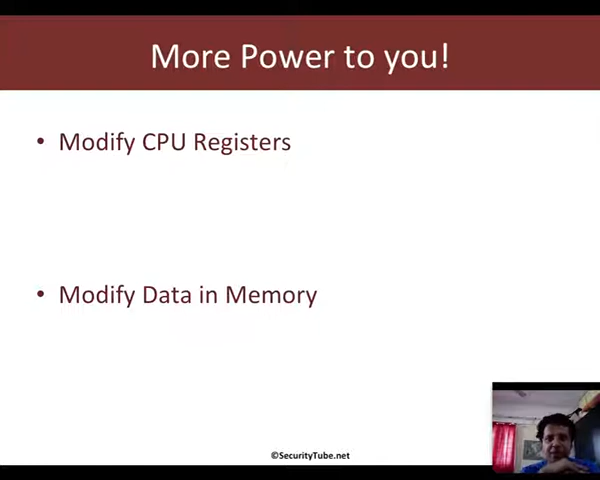 More Power to you!
• Modify CPU Registers
• Modify Data in Memory
©SecurityTube.net